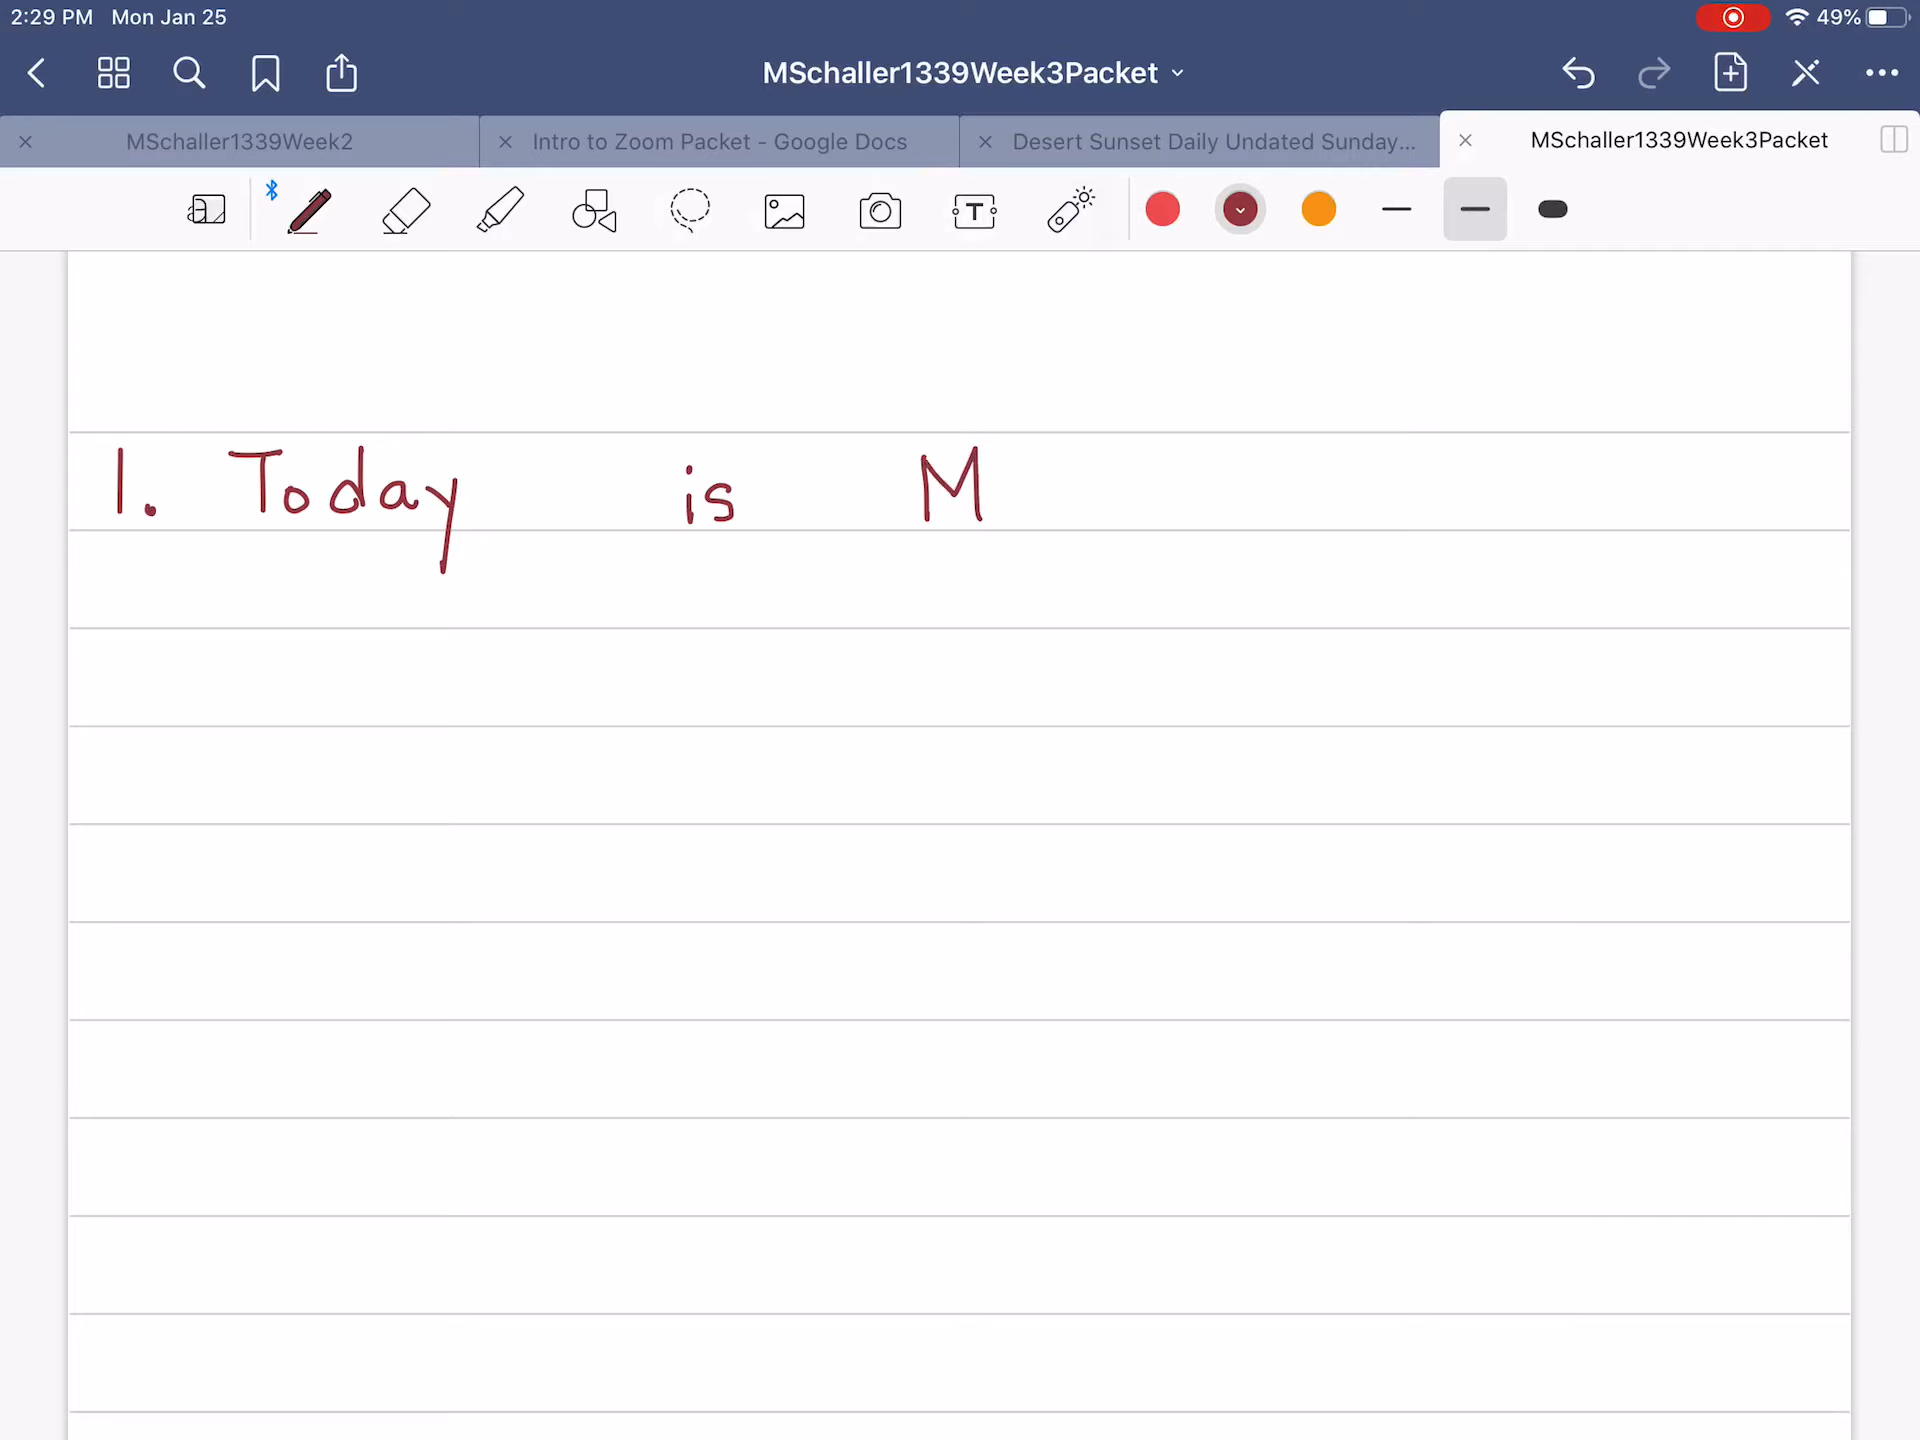 2:29 PM Mon Jan 25 49%
MSchaller1339Week3Packet
MSchaller1339Week2 Intro to Zoom Packet - Google Docs Desert Sunset Daily Undated Sunday... MSchaller1339Week3Packet
1. Today is M